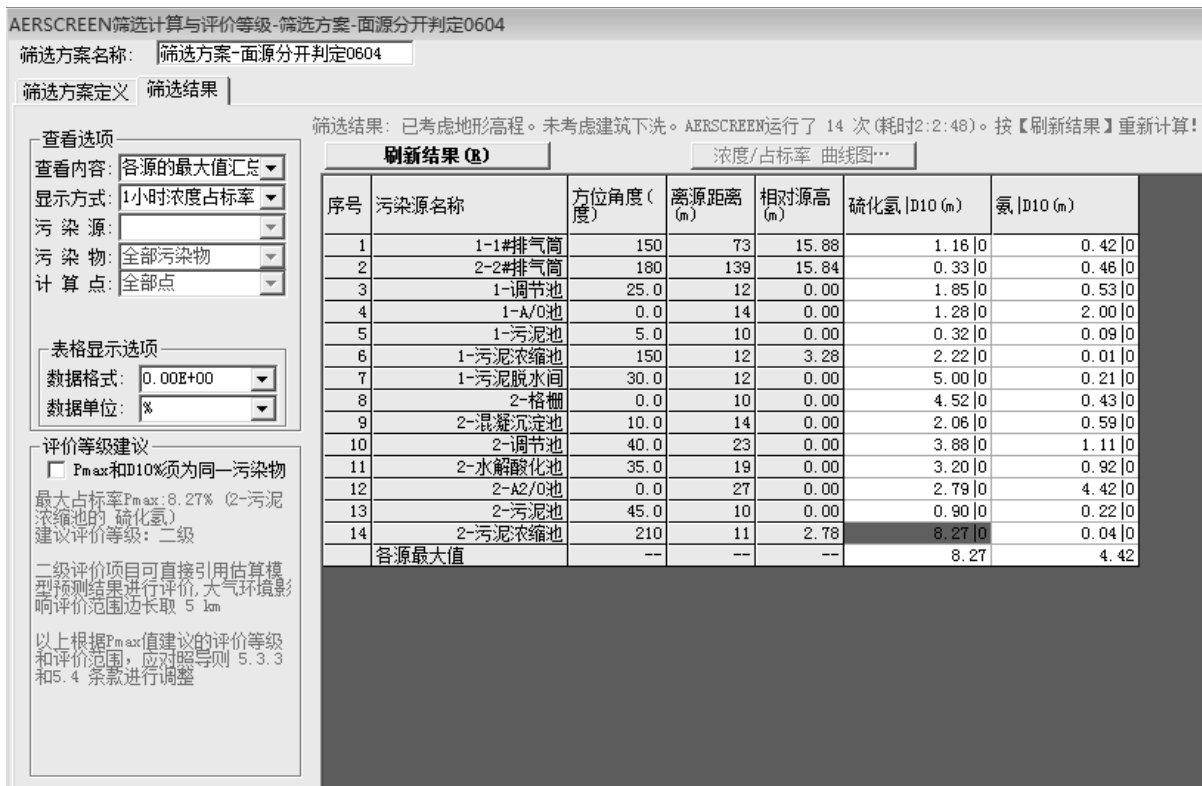 AERSCREEN筛选计算与评价等级-筛选方案-面源分开判定0604
筛选方案名称: 筛选方案-面源分开判定0604
筛选方案定义 筛选结果
筛选结果: 已考虑地形高程。未考虑建筑下洗。AERSCREEN运行了 14 次(耗时2:2:48)。按【刷新结果】重新计算!
刷新结果(R) 浓度/占标率 曲线图…
查看选项
查看内容: 各源的最大值汇总
显示方式: 1小时浓度占标率
污 染 源:
污 染 物: 全部污染物
计 算 点: 全部点
表格显示选项
数据格式: 0.00E+00
数据单位: %
评价等级建议
Pmax和D10%须为同一污染物
最大占标率Pmax:8.27% (2-污泥
浓缩池的 硫化氢)
建议评价等级: 二级
二级评价项目可直接引用估算模
型预测结果进行评价,大气环境影
响评价范围边长取 5 km
以上根据Pmax值建议的评价等级
和评价范围, 应对照导则 5.3.3
和5.4 条款进行调整
序号 污染源名称 方位角度(度) 离源距离(m) 相对源高(m) 硫化氢|D10(m) 氨|D10(m)
1 1-1#排气筒 150 73 15.88 1.16|0 0.42|0
2 2-2#排气筒 180 139 15.84 0.33|0 0.46|0
3 1-调节池 25.0 12 0.00 1.85|0 0.53|0
4 1-A/O池 0.0 14 0.00 1.28|0 2.00|0
5 1-污泥池 5.0 10 0.00 0.32|0 0.09|0
6 1-污泥浓缩池 150 12 3.28 2.22|0 0.01|0
7 1-污泥脱水间 30.0 12 0.00 5.00|0 0.21|0
8 2-格栅 0.0 10 0.00 4.52|0 0.43|0
9 2-混凝沉淀池 10.0 14 0.00 2.06|0 0.59|0
10 2-调节池 40.0 23 0.00 3.88|0 1.11|0
11 2-水解酸化池 35.0 19 0.00 3.20|0 0.92|0
12 2-A2/O池 0.0 27 0.00 2.79|0 4.42|0
13 2-污泥池 45.0 10 0.00 0.90|0 0.22|0
14 2-污泥浓缩池 210 11 2.78 8.27|0 0.04|0
各源最大值 -- -- -- 8.27 4.42